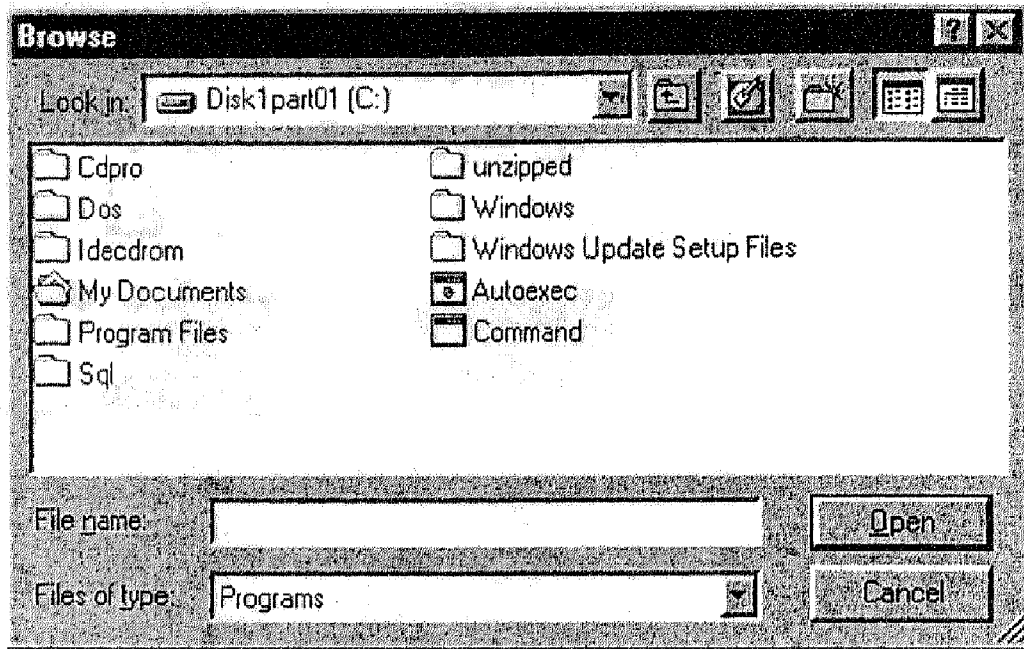 Browse
Look in: Disk1part01 (C:)
Cdpro
Dos
Idecdrom
My Documents
Program Files
Sql
unzipped
Windows
Windows Update Setup Files
Autoexec
Command
File name:
Open
Files of type: Programs
Cancel